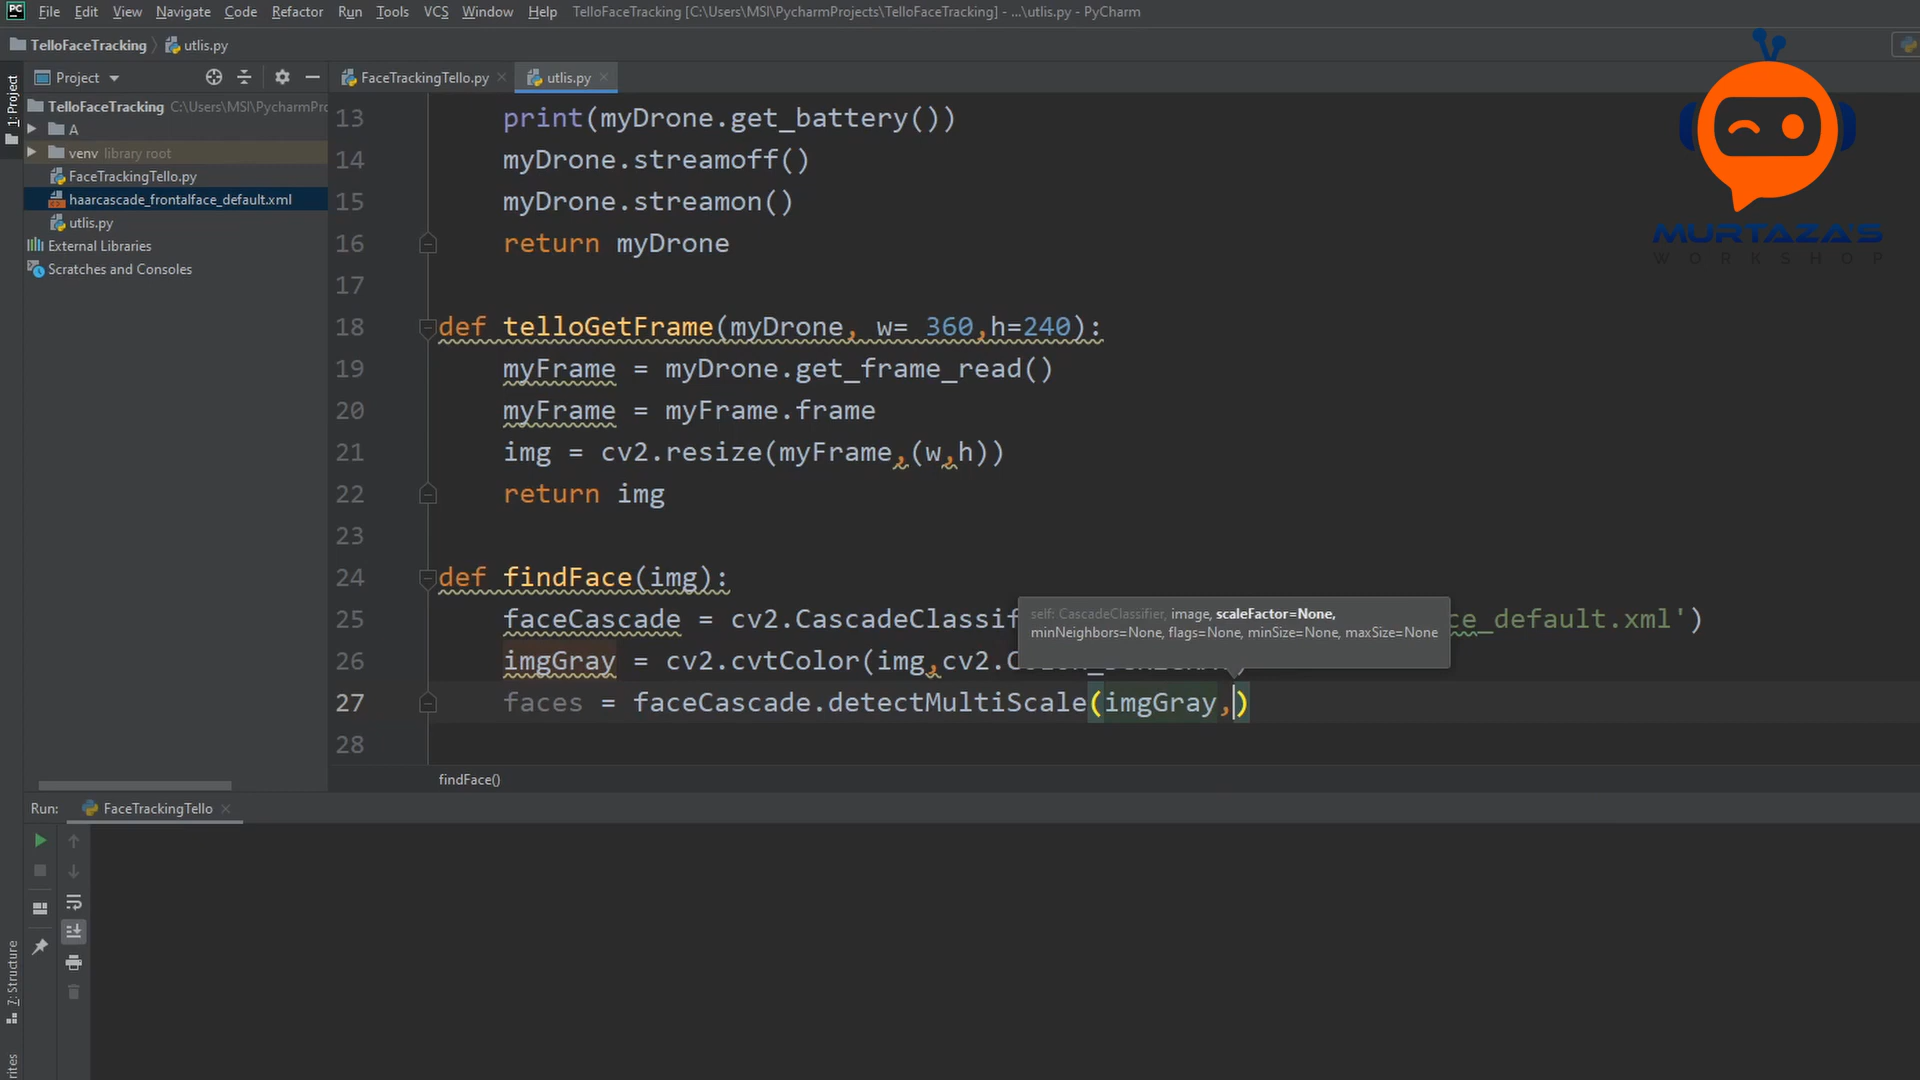 File Edit View Navigate Code Refactor Run Tools VCS Window Help TelloFaceTracking [C:\Users\MSI\PycharmProjects\TelloFaceTracking] - ...\utlis.py - PyCharm
TelloFaceTracking utlis.py
1: Project
Project
FaceTrackingTello.py
utlis.py
TelloFaceTracking C:\Users\MSI\PycharmPro
A
venv library root
FaceTrackingTello.py
haarcascade_frontalface_default.xml
utlis.py
External Libraries
Scratches and Consoles
13 print(myDrone.get_battery())
14 myDrone.streamoff()
15 myDrone.streamon()
16 return myDrone
17
18 def telloGetFrame(myDrone, w= 360,h=240):
19 myFrame = myDrone.get_frame_read()
20 myFrame = myFrame.frame
21 img = cv2.resize(myFrame,(w,h))
22 return img
23
24 def findFace(img):
self: CascadeClassifier, image, scaleFactor=None,
minNeighbors=None, flags=None, minSize=None, maxSize=None
25 faceCascade = cv2.CascadeClassif ce_default.xml')
26 imgGray = cv2.cvtColor(img,cv2.
27 faces = faceCascade.detectMultiScale(imgGray,)
28
findFace()
MURTAZA'S
WORKSHOP
Run: FaceTrackingTello
7: Structure
rites